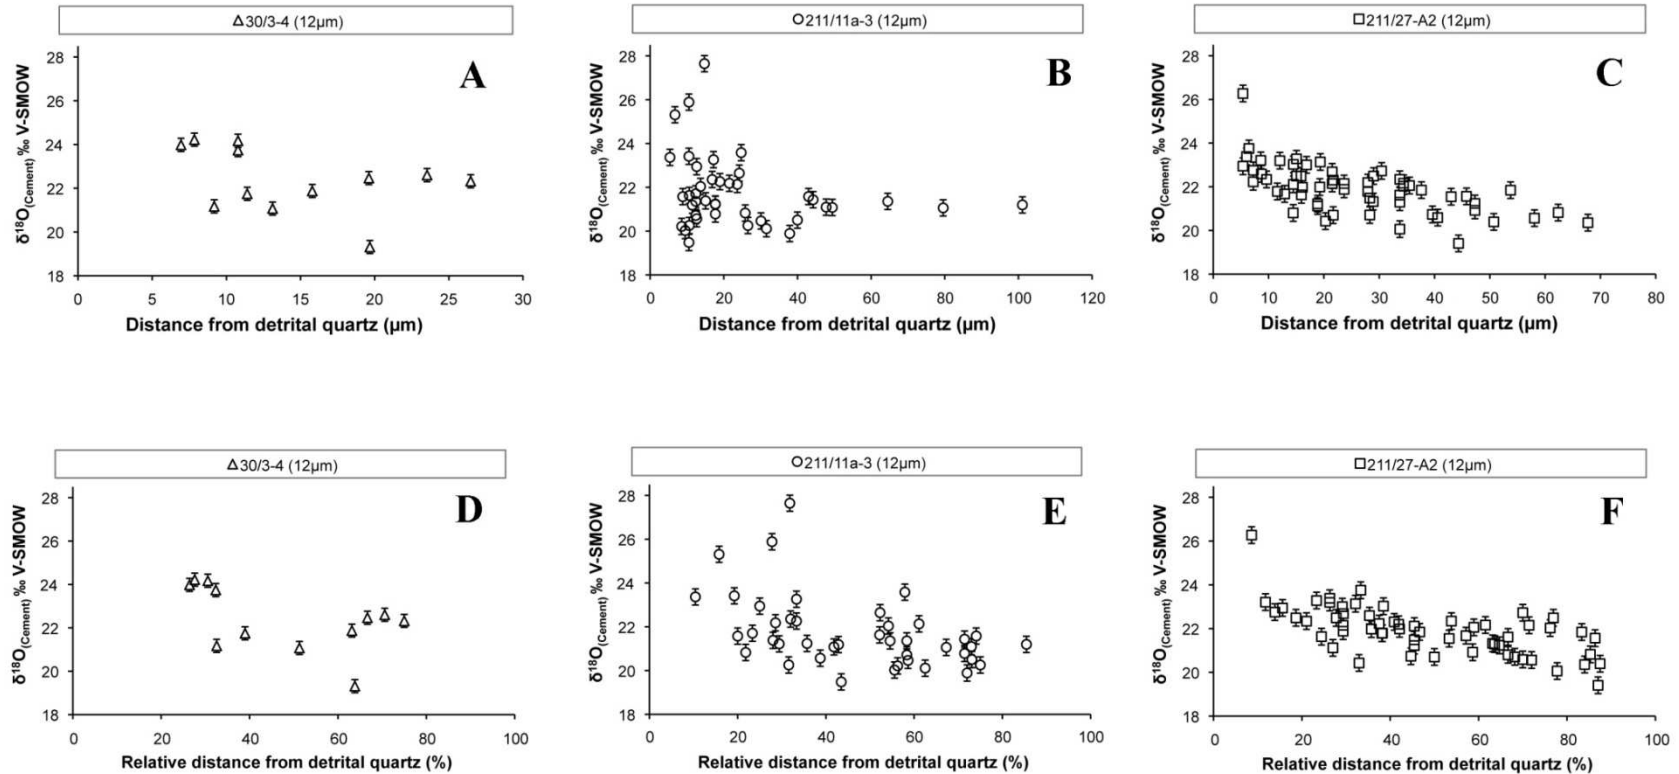 △30/3-4 (12µm)
28
26
24
22
20
18
δ¹⁸O(Cement)‰ V-SMOW
A
0 5 10 15 20 25 30
Distance from detrital quartz (µm)
○211/11a-3 (12µm)
28
26
24
22
20
18
δ¹⁸O(Cement)‰ V-SMOW
B
0 20 40 60 80 100 120
Distance from detrital quartz (µm)
□211/27-A2 (12µm)
28
26
24
22
20
18
δ¹⁸O(Cement)‰ V-SMOW
C
0 10 20 30 40 50 60 70 80
Distance from detrital quartz (µm)
△30/3-4 (12µm)
28
26
24
22
20
18
δ¹⁸O(Cement)‰ V-SMOW
D
0 20 40 60 80 100
Relative distance from detrital quartz (%)
○211/11a-3 (12µm)
28
26
24
22
20
18
δ¹⁸O(Cement)‰ V-SMOW
E
0 20 40 60 80 100
Relative distance from detrital quartz (%)
□211/27-A2 (12µm)
28
26
24
22
20
18
δ¹⁸O(Cement)‰ V-SMOW
F
0 20 40 60 80 100
Relative distance from detrital quartz (%)